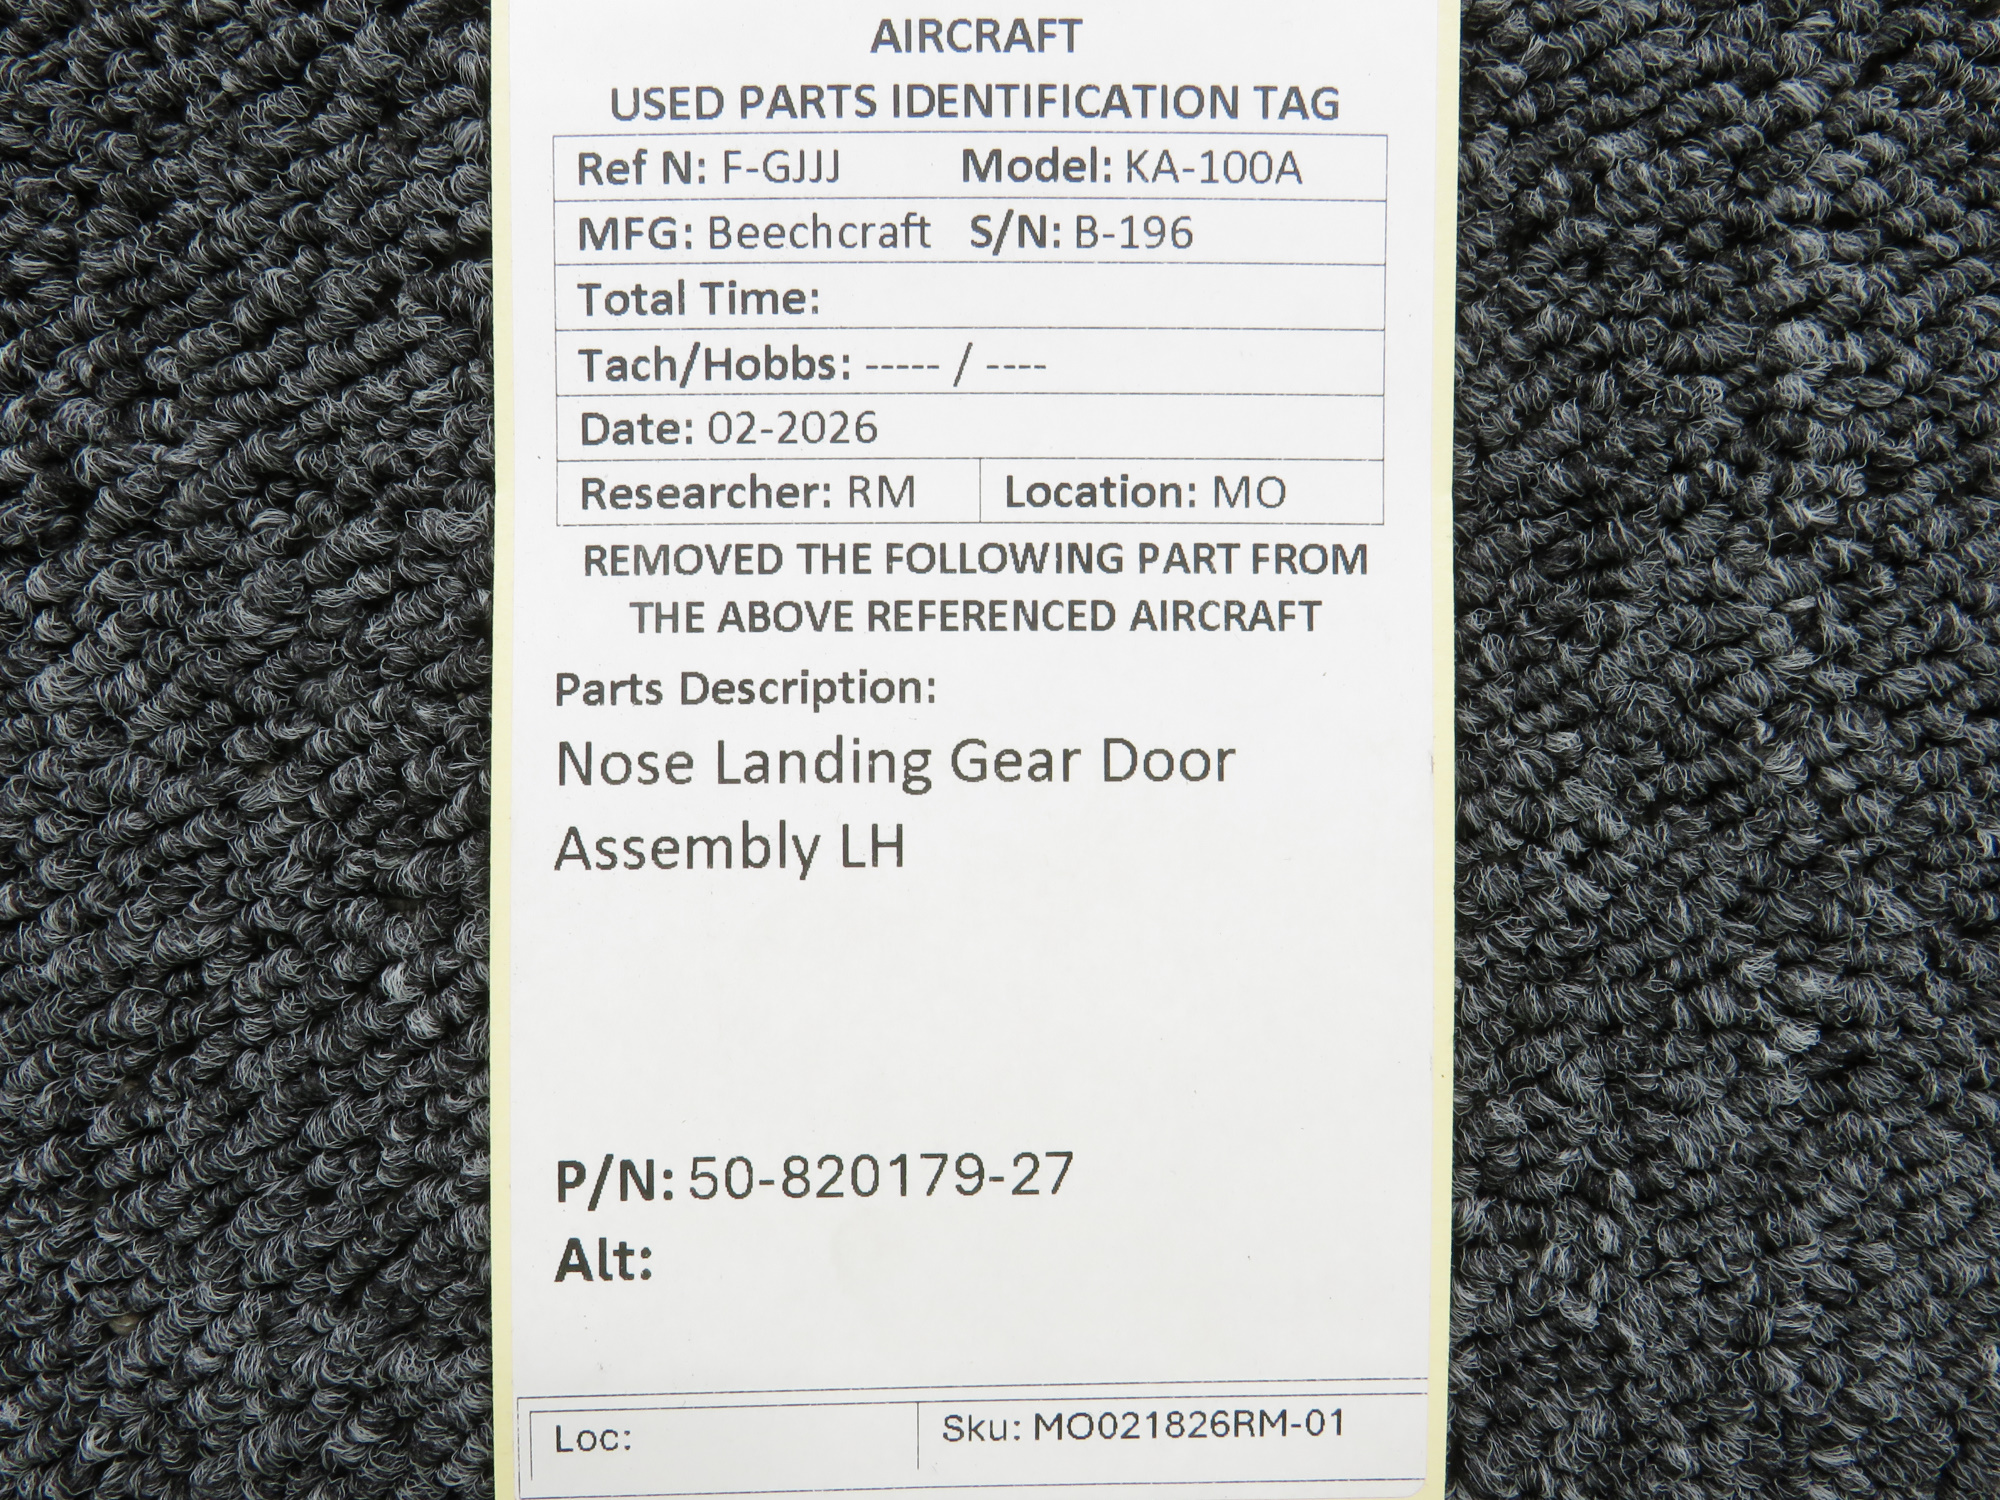 AIRCRAFT
USED PARTS IDENTIFICATION TAG
Ref N: F-GJJJ Model: KA-100A
MFG: Beechcraft S/N: B-196
Total Time:
Tach/Hobbs: ----- / ----
Date: 02-2026
Researcher: RM Location: MO
REMOVED THE FOLLOWING PART FROM
THE ABOVE REFERENCED AIRCRAFT
Parts Description:
Nose Landing Gear Door
Assembly LH
P/N: 50-820179-27
Alt:
Loc: Sku: MO021826RM-01